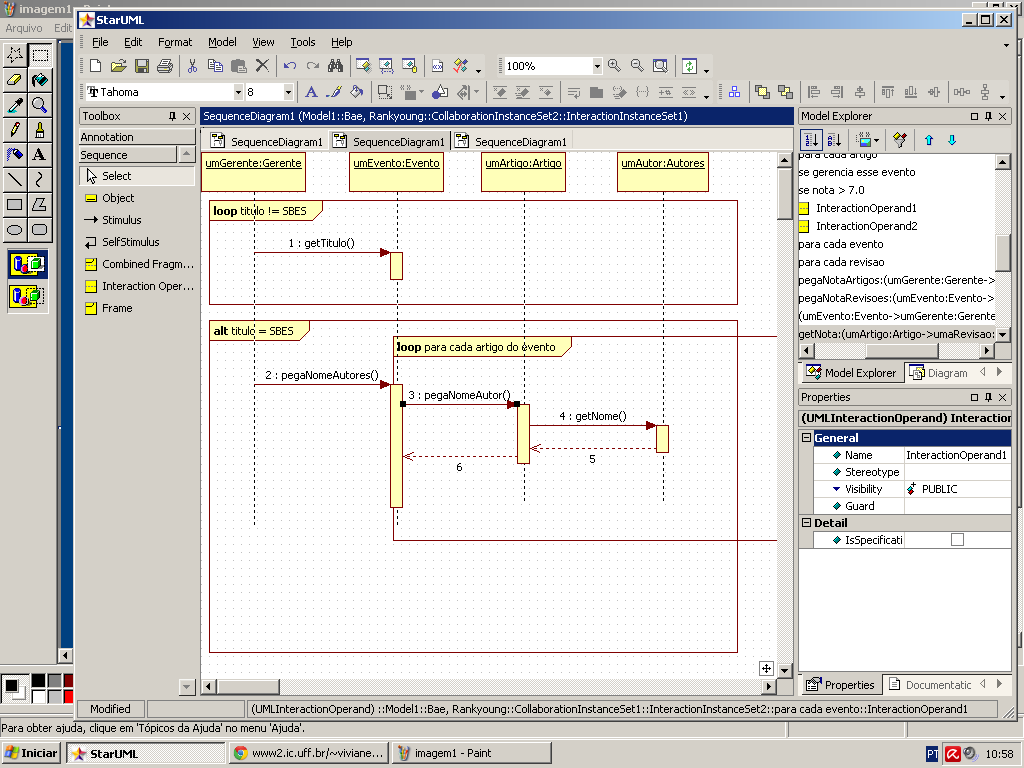 imagem1 - Paint
Arquivo Edit
StarUML
File Edit Format Model View Tools Help
100%
Tahoma 8
Toolbox
Annotation
Sequence
Select
Object
Stimulus
SelfStimulus
Combined Fragm...
Interaction Oper...
Frame
SequenceDiagram1 (Model1::Bae, Rankyoung::CollaborationInstanceSet2::InteractionInstanceSet1)
SequenceDiagram1 SequenceDiagram1 SequenceDiagram1
umGerente:Gerente umEvento:Evento umArtigo:Artigo umAutor:Autores
loop titulo != SBES
1 : getTitulo()
alt titulo = SBES
loop para cada artigo do evento
2 : pegaNomeAutores()
3 : pegaNomeAutor()
4 : getNome()
5
6
Model Explorer
para cada artigo
se gerencia esse evento
se nota > 7.0
InteractionOperand1
InteractionOperand2
para cada evento
para cada revisao
pegaNotaArtigos:(umGerente:Gerente->
pegaNotaRevisoes:(umEvento:Evento->
(umEvento:Evento->umGerente:Gerente
getNota:(umArtigo:Artigo->umaRevisao:
Model Explorer Diagram
Properties
(UMLInteractionOperand) Interaction
General
Name InteractionOperand1
Stereotype
Visibility PUBLIC
Guard
Detail
IsSpecificati
Properties Documentatic
Modified
(UMLInteractionOperand) ::Model1::Bae, Rankyoung::CollaborationInstanceSet1::InteractionInstanceSet2::para cada evento::InteractionOperand1
Para obter ajuda, clique em 'Tópicos da Ajuda' no menu 'Ajuda'.
Iniciar StarUML www2.ic.uff.br/~viviane... imagem1 - Paint PT 10:58